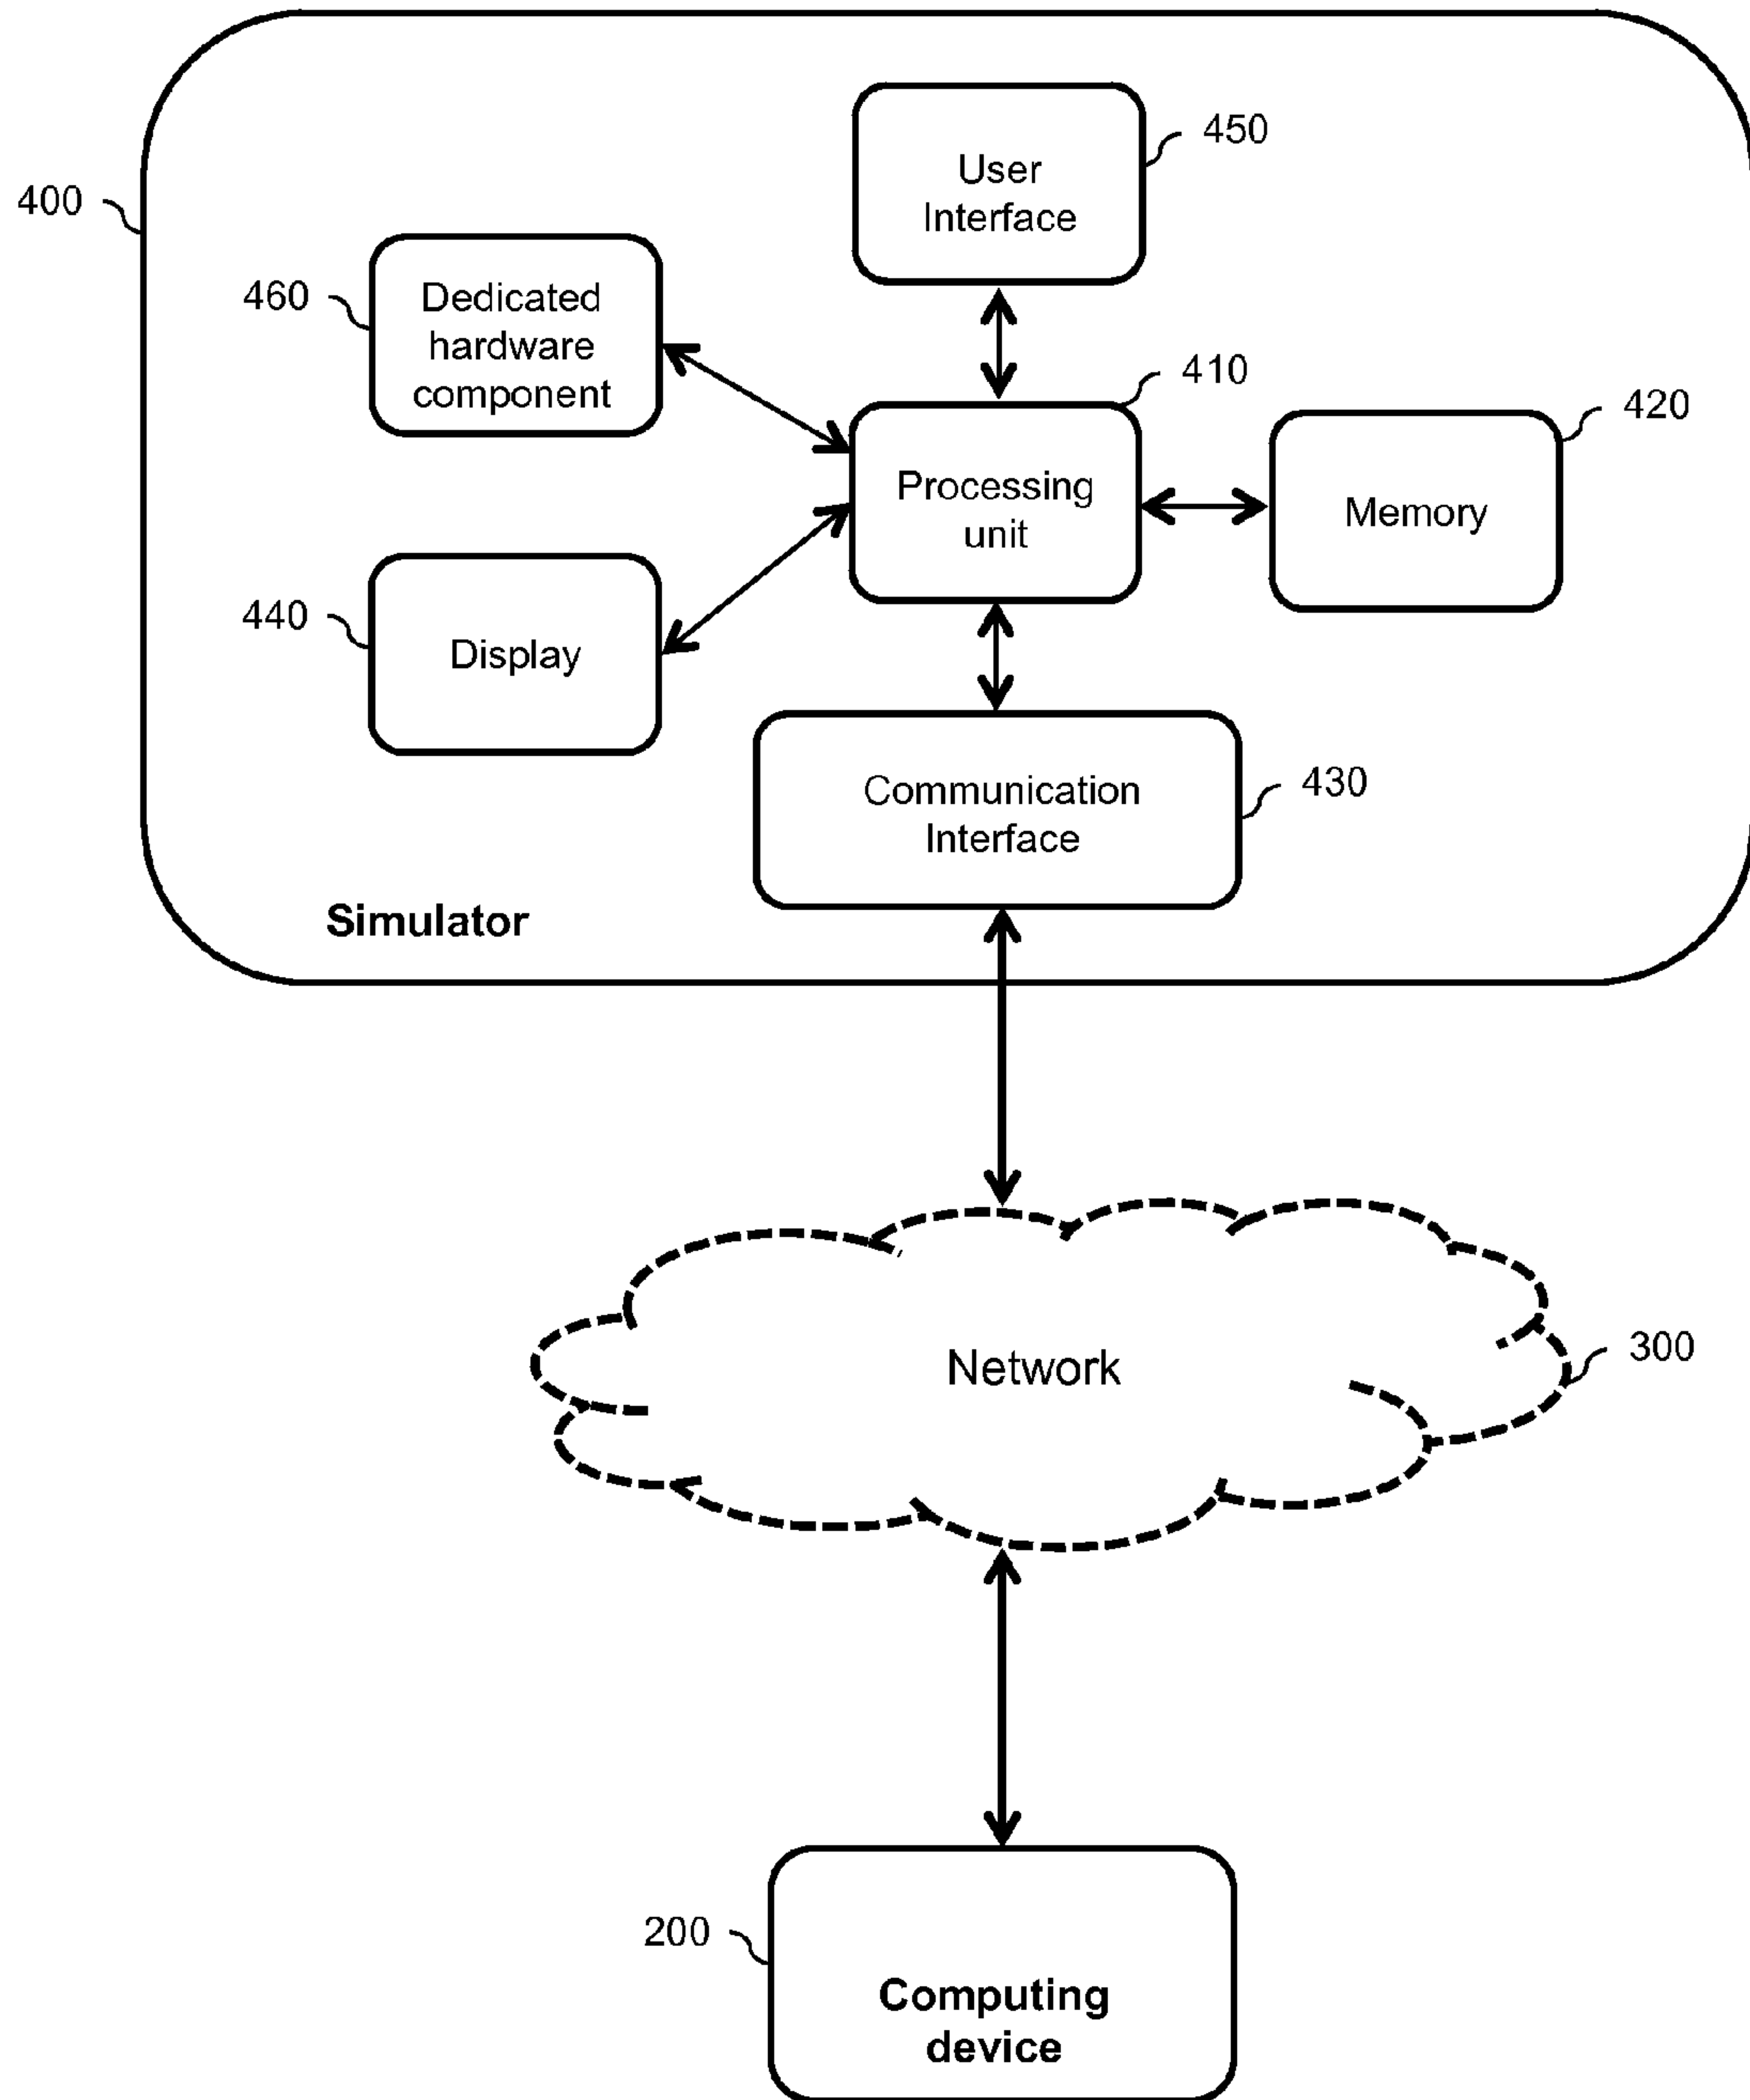 450
User
Interface
400
460
Dedicated
hardware
component
410
420
Processing
unit
Memory
440
Display
430
Communication
Interface
Simulator
Network
300
200
Computing
device